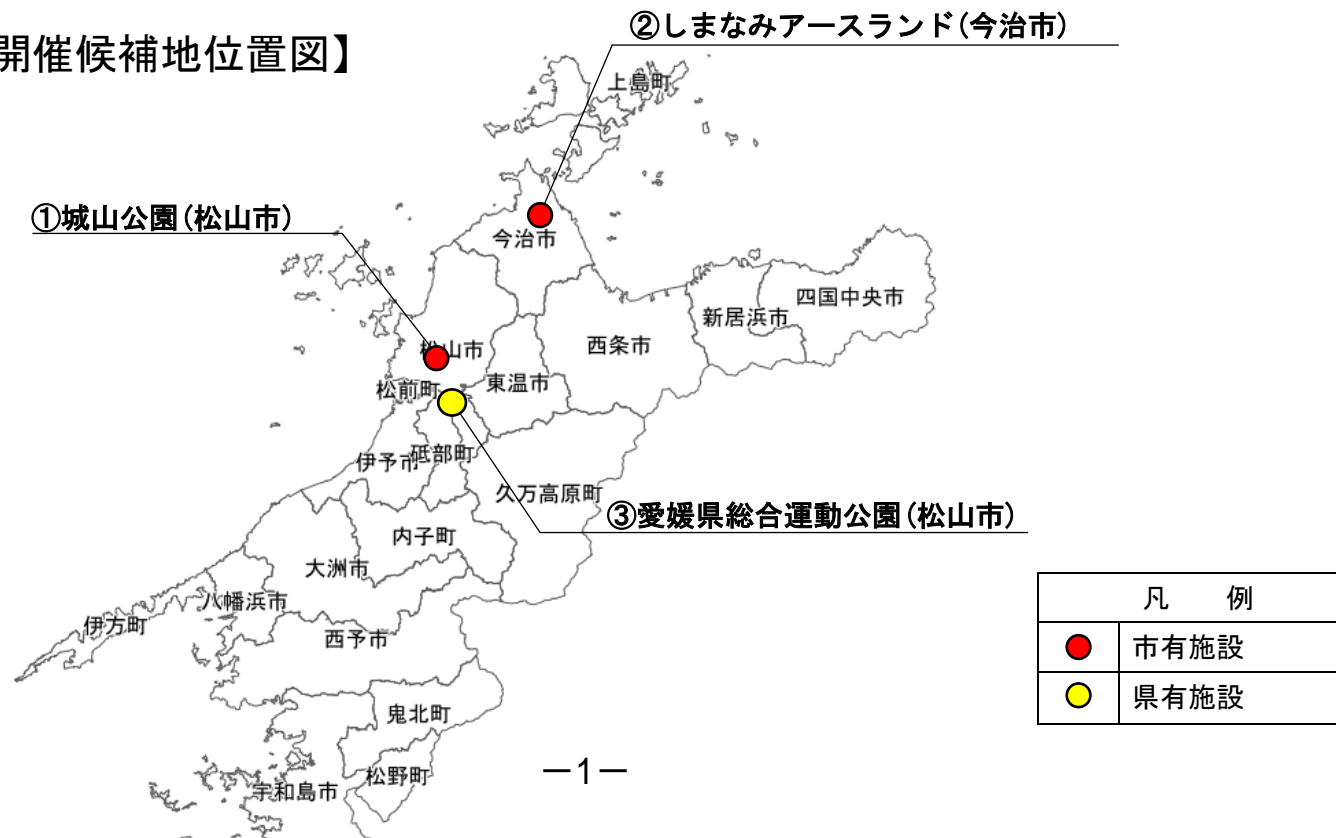 開催候補地位置図】
②しまなみアースランド(今治市)
上島町
①城山公園(松山市)
今治市
四国中央市
新居浜市
西条市
松山市
東温市
松前町
砥部町
伊予市
久万高原町
③愛媛県総合運動公園(松山市)
内子町
大洲市
八幡浜市
伊方町
西予市
鬼北町
松野町
宇和島市
凡 例
市有施設
県有施設
－1－